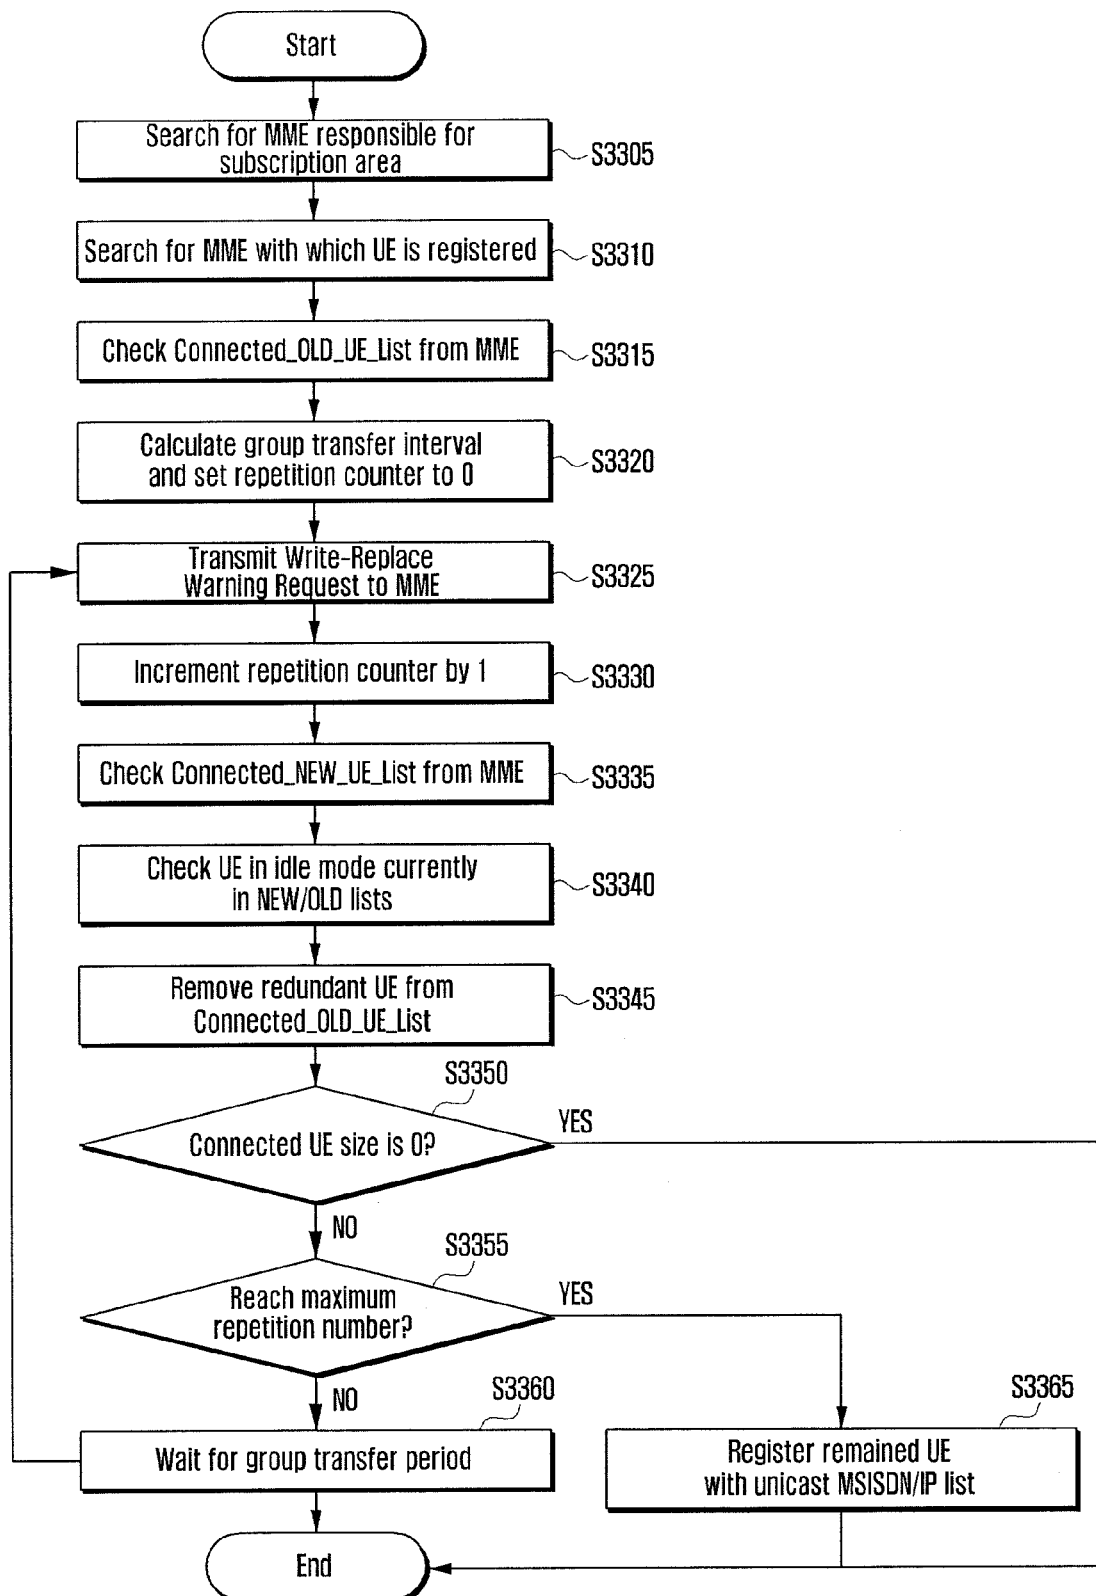 Start
Search for MME responsible for
subscription area
S3305
Search for MME with which UE is registered
S3310
Check Connected_OLD_UE_List from MME
S3315
Calculate group transfer interval
and set repetition counter to 0
S3320
Transmit Write-Replace
Warning Request to MME
S3325
Increment repetition counter by 1
S3330
Check Connected_NEW_UE_List from MME
S3335
Check UE in idle mode currently
in NEW/OLD lists
S3340
Remove redundant UE from
Connected_OLD_UE_List
S3345
S3350
Connected UE size is 0?
YES
NO
S3355
Reach maximum
repetition number?
YES
NO
S3360
Wait for group transfer period
S3365
Register remained UE
with unicast MSISDN/IP list
End